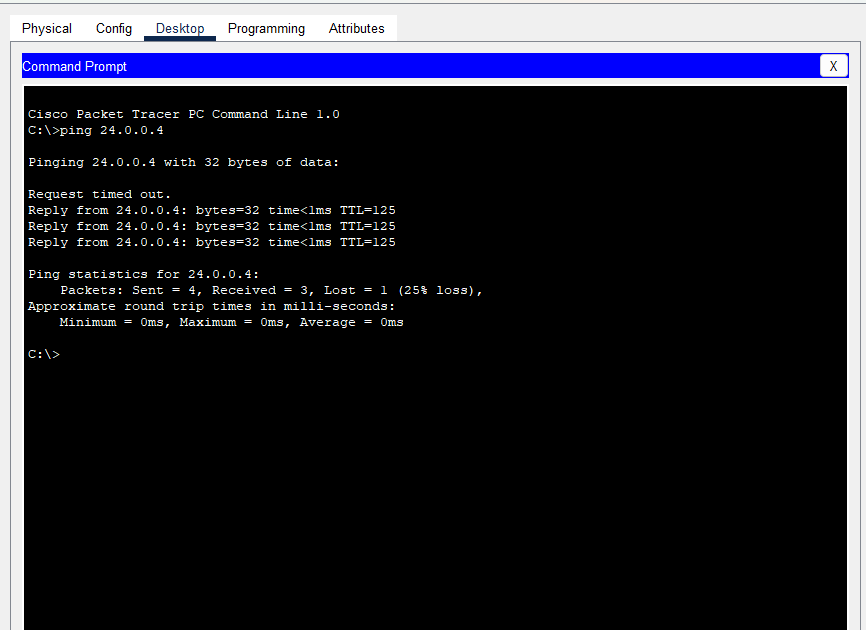 Physical Config Desktop Programming Attributes
Command Prompt X
Cisco Packet Tracer PC Command Line 1.0
C:\>ping 24.0.0.4
Pinging 24.0.0.4 with 32 bytes of data:
Request timed out.
Reply from 24.0.0.4: bytes=32 time<1ms TTL=125
Reply from 24.0.0.4: bytes=32 time<1ms TTL=125
Reply from 24.0.0.4: bytes=32 time<1ms TTL=125
Ping statistics for 24.0.0.4:
Packets: Sent = 4, Received = 3, Lost = 1 (25% loss),
Approximate round trip times in milli-seconds:
Minimum = 0ms, Maximum = 0ms, Average = 0ms
C:\>